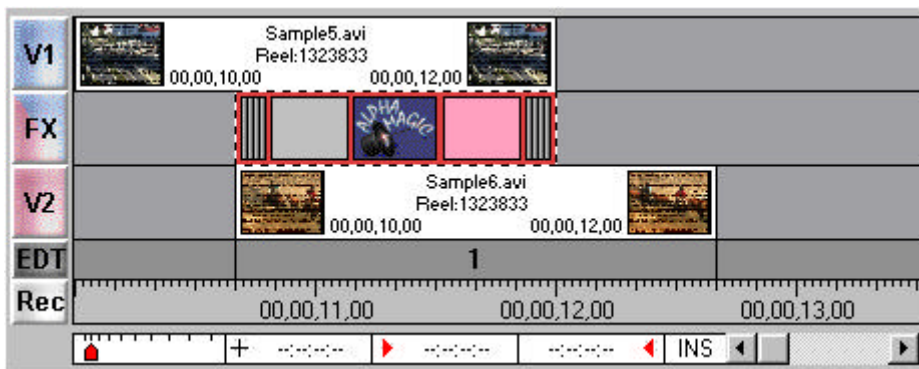 V1
Sample5.avi
Reel:1323833
00,00,10,00 00,00,12,00
FX
ALPHA MAGIC
V2
Sample6.avi
Reel:1323833
00,00,10,00 00,00,12,00
EDT 1
Rec 00,00,11,00 00,00,12,00 00,00,13,00
--:--:-- --:--:-- --:--:-- INS